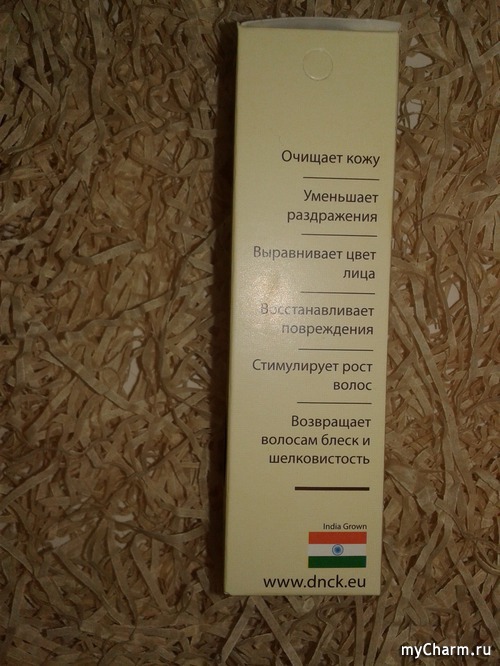 Очищает кожу
Уменьшает
раздражения
Выравнивает цвет
лица
Восстанавливает
повреждения
Стимулирует рост
волос
Возвращает
волосам блеск и
шелковистость
India Grown
www.dnck.eu
myCharm.ru